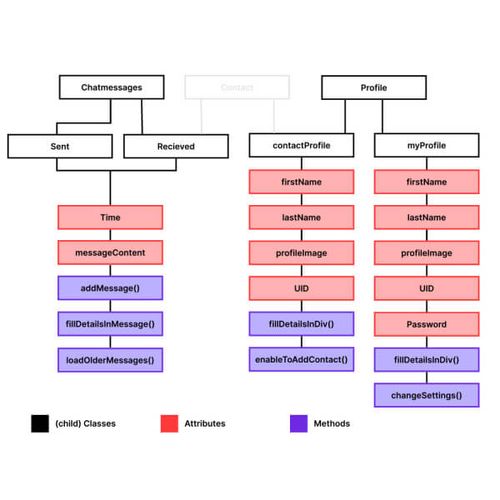 Chatmessages
Contact
Profile
Sent
Recieved
contactProfile
myProfile
firstName
firstName
Time
lastName
lastName
messageContent
profileImage
profileImage
addMessage()
UID
UID
fillDetailsInMessage()
fillDetailsInDiv()
Password
loadOlderMessages()
enableToAddContact()
fillDetailsInDiv()
changeSettings()
(child) Classes
Attributes
Methods